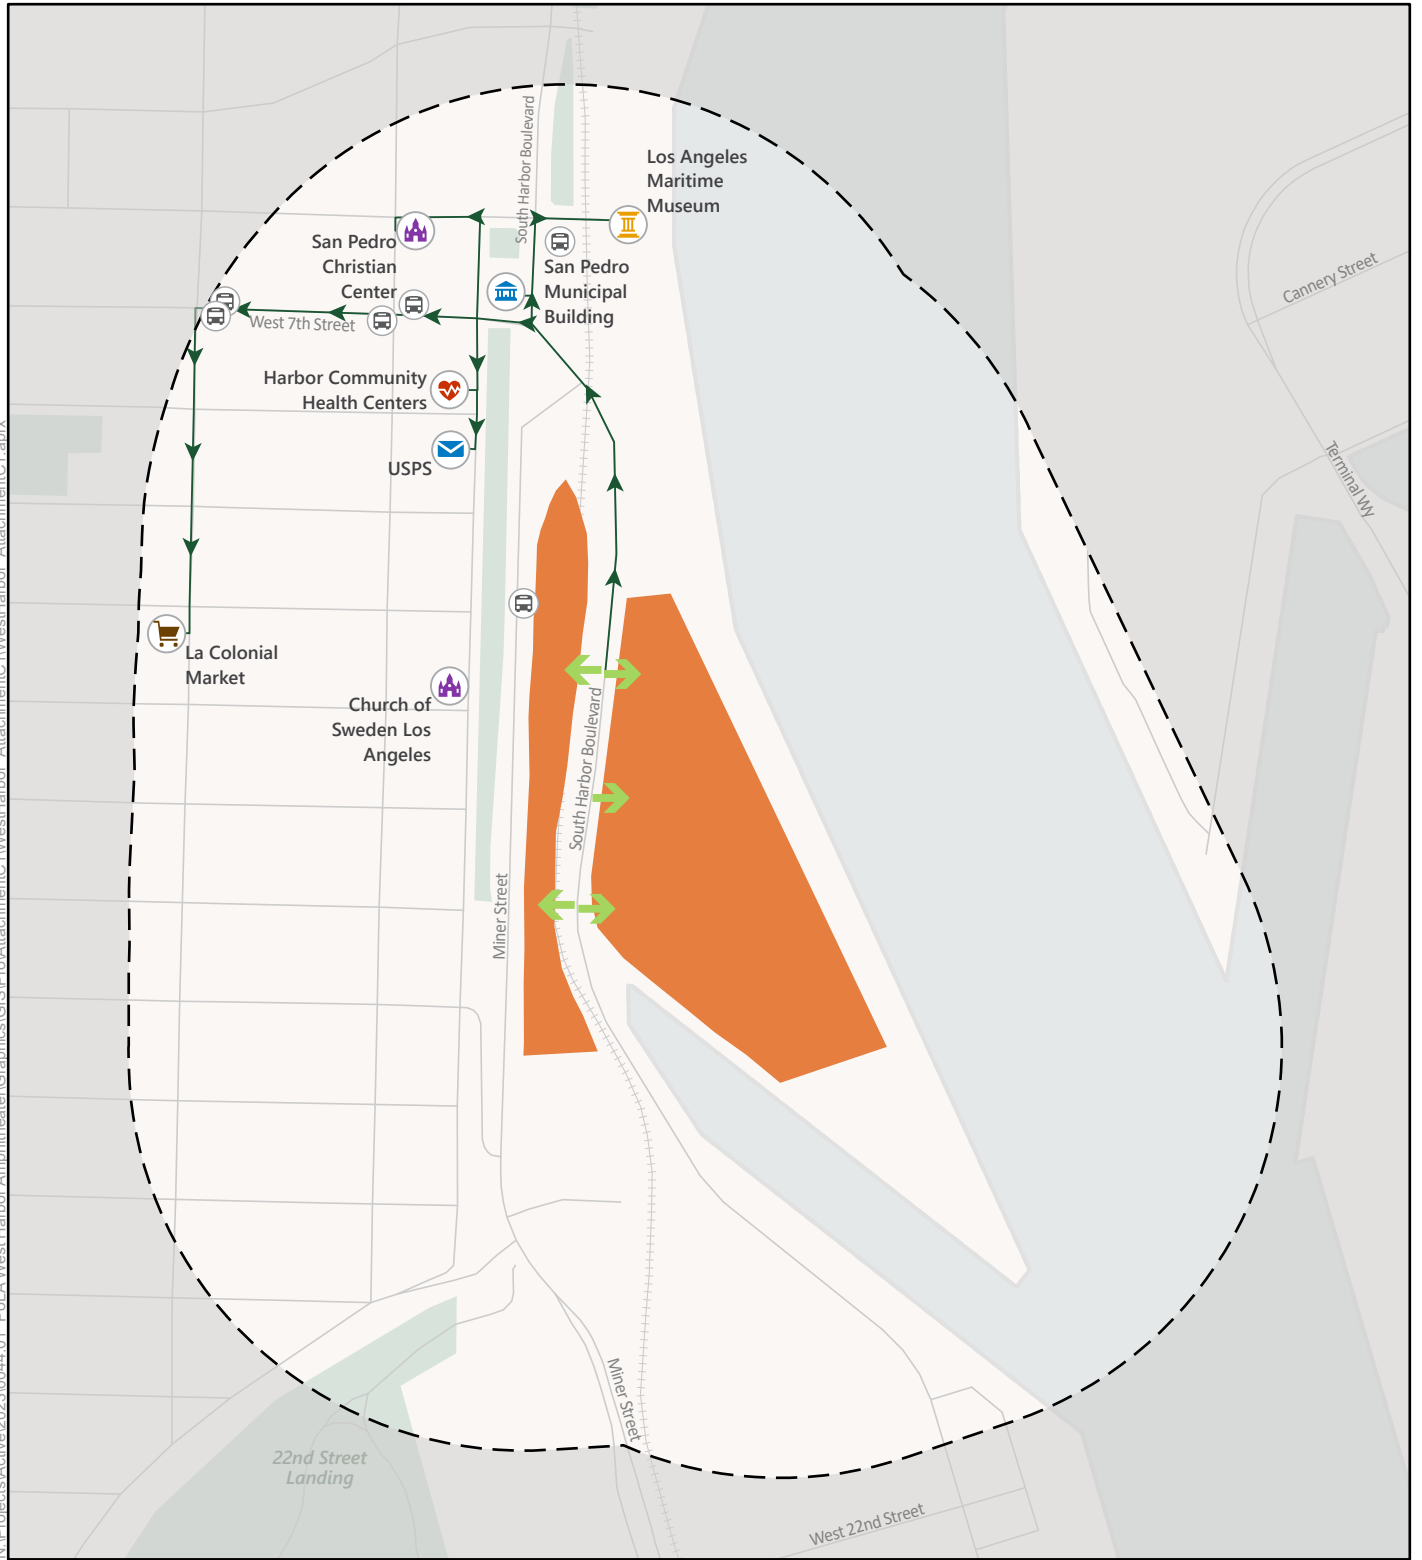 South Harbor Boulevard
Los Angeles
Maritime
Museum
San Pedro
Christian
Center
San Pedro
Municipal
Building
Cannery Street
West 7th Street
Harbor Community
Health Centers
USPS
Terminal Wy
La Colonial
Market
Church of
Sweden Los
Angeles
South Harbor Boulevard
Miner Street
Miner Street
22nd Street
Landing
West 22nd Street